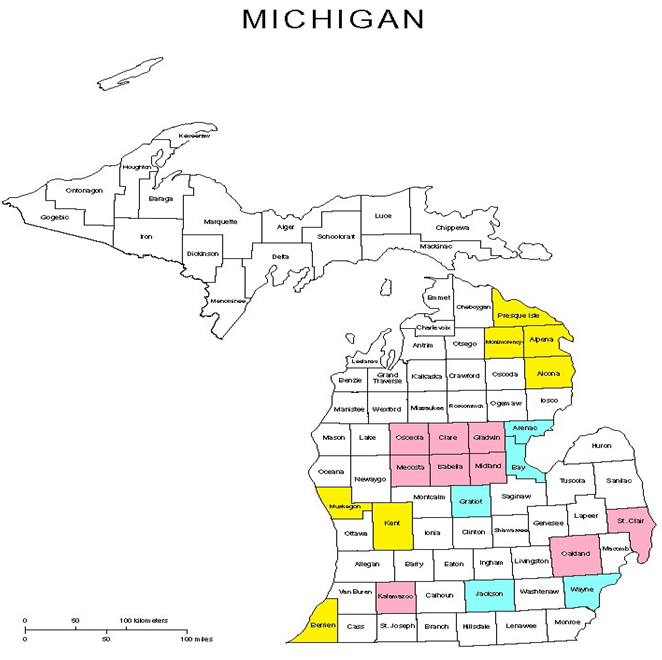 MICHIGAN
Keweenaw
Houghton
Ontonagon
Baraga
Gogebic
Marquette
Luce
Alger
Chippewa
Iron
Schoolcraft
Mackinac
Dickinson
Delta
Menominee
Emmet
Cheboygan
Presque Isle
Charlevoix
Antrim
Otsego
Montmorency
Alpena
Leelanau
Benzie
Grand
Traverse
Kalkaska
Crawford
Oscoda
Alcona
Manistee
Wexford
Missaukee
Roscommon
Ogemaw
Iosco
Mason
Lake
Osceola
Clare
Gladwin
Arenac
Huron
Oceana
Newaygo
Mecosta
Isabella
Midland
Bay
Tuscola
Sanilac
Muskegon
Montcalm
Gratiot
Saginaw
Kent
Ottawa
Ionia
Clinton
Shiawassee
Genesee
Lapeer
St. Clair
Allegan
Barry
Eaton
Ingham
Livingston
Oakland
Macomb
Van Buren
Kalamazoo
Calhoun
Jackson
Washtenaw
Wayne
Berrien
Cass
St. Joseph
Branch
Hillsdale
Lenawee
Monroe
0 50 100 kilometers
0 50 100 miles